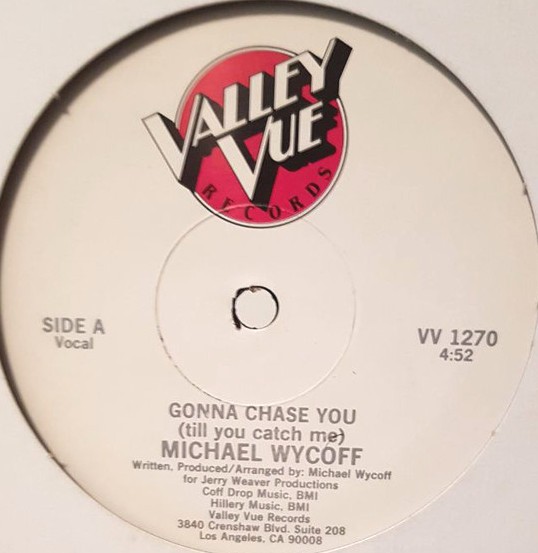 VALLEY
VUE
RECORDS
SIDE A
Vocal
VV 1270
4:52
GONNA CHASE YOU
(till you catch me)
MICHAEL WYCOFF
Written, Produced/Arranged by: Michael Wycoff
for Jerry Weaver Productions
Coff Drop Music, BMI
Hillery Music, BMI
Valley Vue Records
3840 Crenshaw Blvd. Suite 208
Los Angeles, CA 90008